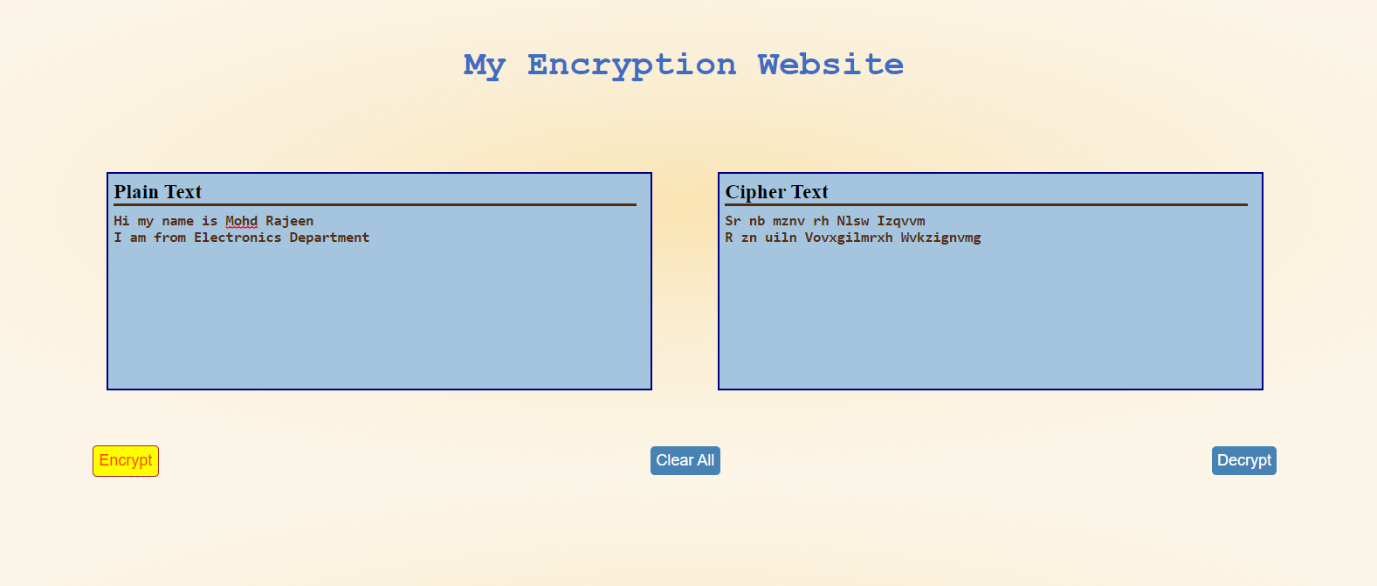 My Encryption Website
Plain Text
Hi my name is Mohd Rajeen
I am from Electronics Department
Cipher Text
Sr nb mznv rh Nlsw Izqvvm
R zn uiln Vovxgilmrxh Wvkzignvmg
Encrypt
Clear All
Decrypt